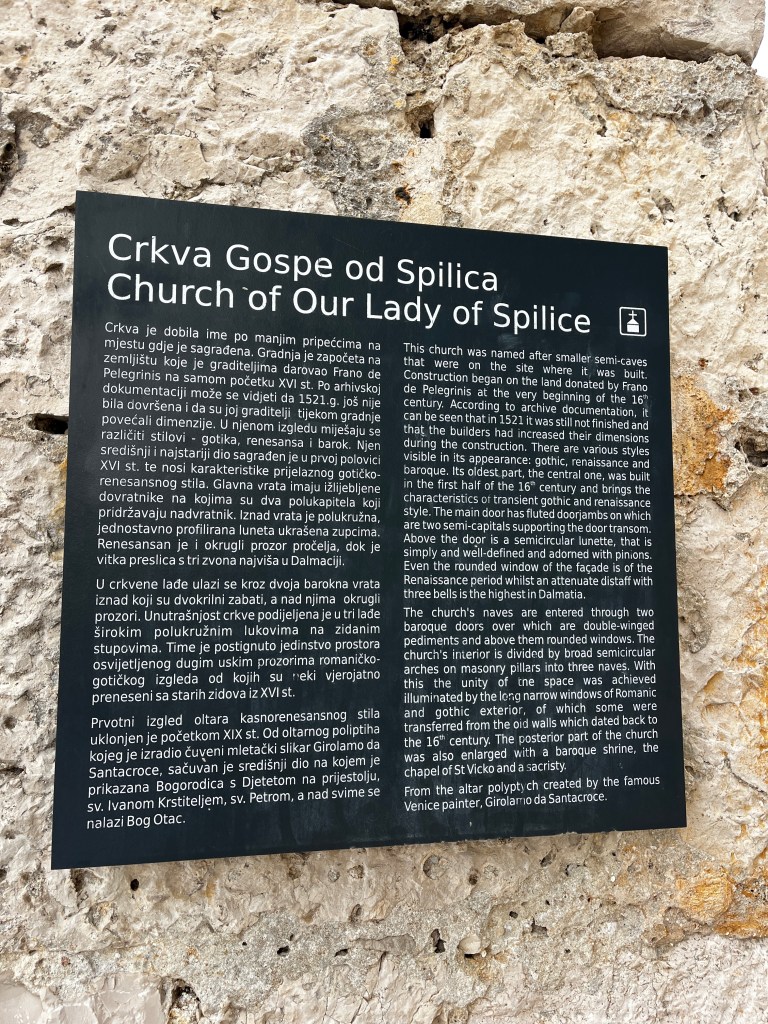 Crkva Gospe od Spilica
Church of Our Lady of Spilice
Crkva je dobila ime po manjim pripećcima na
mjestu gdje je sagrađena. Gradnja je započeta na
zemljištu koje je graditeljima darovao Frano de
Pelegrinis na samom početku XVI st. Po arhivskoj
dokumentaciji može se vidjeti da 1521.g. još nije
bila dovršena i da su joj graditelji tijekom gradnje
povećali dimenzije. U njenom izgledu miješaju se
različiti stilovi - gotika, renesansa i barok. Njen
središnji i najstariji dio sagrađen je u prvoj polovici
XVI st. te nosi karakteristike prijelaznog gotičko-
renesansnog stila. Glavna vrata imaju ižlijebljene
dovratnike na kojima su dva polukapitela koji
pridržavaju nadvratnik. Iznad vrata je polukružna,
jednostavno profilirana luneta ukrašena zupcima.
Renesansan je i okrugli prozor pročelja, dok je
vitka preslica s tri zvona najviša u Dalmaciji.
U crkvene lađe ulazi se kroz dvoja barokna vrata
iznad koji su dvokrilni zabati, a nad njima okrugli
prozori. Unutrašnjost crkve podijeljena je u tri lađe
širokim polukružnim lukovima na zidanim
stupovima. Time je postignuto jedinstvo prostora
osvijetljenog dugim uskim prozorima romaničko-
gotičkog izgleda od kojih su neki vjerojatno
preneseni sa starih zidova iz XVI st.
Prvotni izgled oltara kasnorenesansnog stila
uklonjen je početkom XIX st. Od oltarnog poliptiha
kojeg je izradio čuveni mletački slikar Girolamo da
Santacroce, sačuvan je središnji dio na kojem je
prikazana Bogorodica s Djetetom na prijestolju,
sv. Ivanom Krstiteljem, sv. Petrom, a nad svime se
nalazi Bog Otac.
This church was named after smaller semi-caves
that were on the site where it was built.
Construction began on the land donated by Frano
de Pelegrinis at the very beginning of the 16th
century. According to archive documentation, it
can be seen that in 1521 it was still not finished and
that the builders had increased their dimensions
during the construction. There are various styles
visible in its appearance: gothic, renaissance and
baroque. Its oldest part, the central one, was built
in the first half of the 16th century and brings the
characteristics of transient gothic and renaissance
style. The main door has fluted doorjambs on which
are two semi-capitals supporting the door transom.
Above the door is a semicircular lunette, that is
simply and well-defined and adorned with pinions.
Even the rounded window of the façade is of the
Renaissance period whilst an attenuate distaff with
three bells is the highest in Dalmatia.
The church's naves are entered through two
baroque doors over which are double-winged
pediments and above them rounded windows. The
church's interior is divided by broad semicircular
arches on masonry pillars into three naves. With
this the unity of the space was achieved
illuminated by the long narrow windows of Romanic
and gothic exterior, of which some were
transferred from the old walls which dated back to
the 16th century. The posterior part of the church
was also enlarged with a baroque shrine, the
chapel of St Vicko and a sacristy.
From the altar polyptych created by the famous
Venice painter, Girolamo da Santacroce.